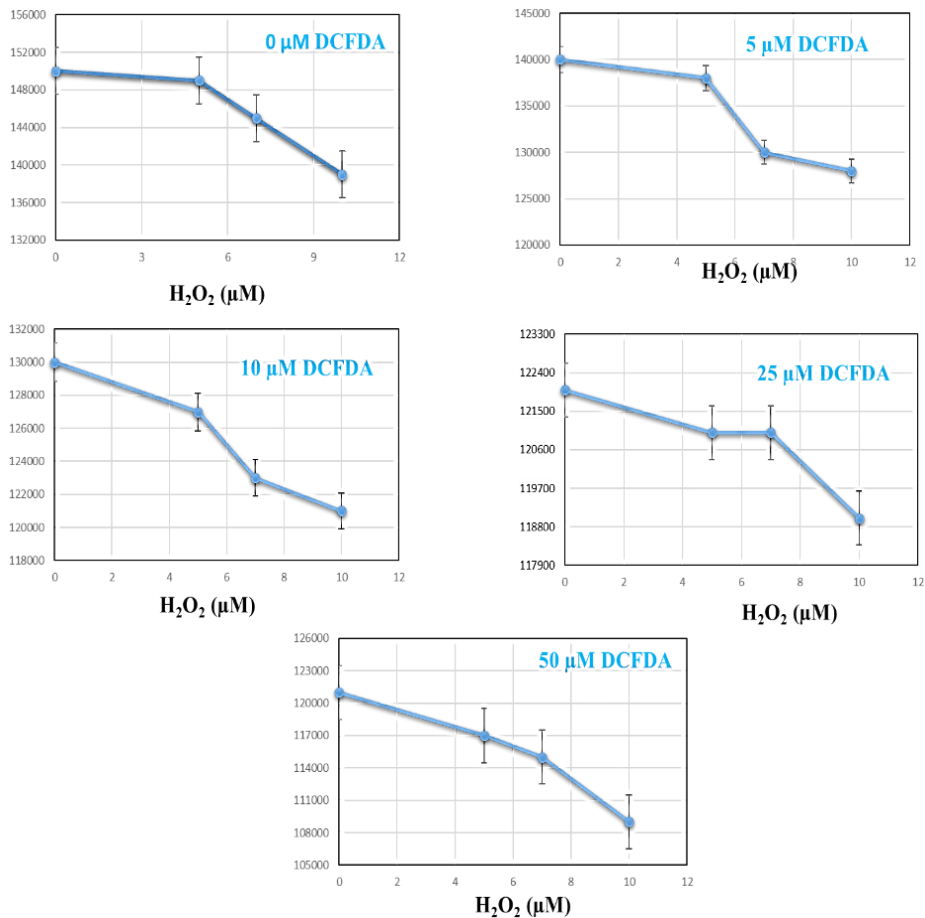 0 µM DCFDA
156000
152000
148000
144000
140000
136000
132000
0 3 6 9 12
H₂O₂ (µM)
5 µM DCFDA
145000
140000
135000
130000
125000
120000
0 2 4 6 8 10 12
H₂O₂ (µM)
10 µM DCFDA
132000
130000
128000
126000
124000
122000
120000
118000
0 2 4 6 8 10 12
H₂O₂ (µM)
25 µM DCFDA
123300
122400
121500
120600
119700
118800
117900
0 2 4 6 8 10 12
H₂O₂ (µM)
50 µM DCFDA
126000
123000
120000
117000
114000
111000
108000
105000
0 2 4 6 8 10 12
H₂O₂ (µM)